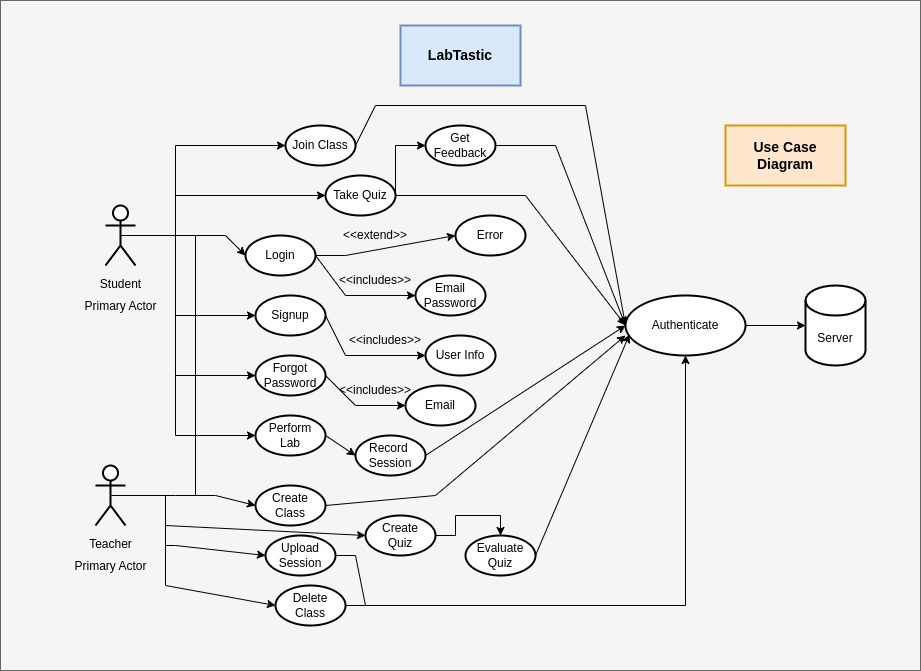 LabTastic
Use Case
Diagram
Join Class
Get
Feedback
Take Quiz
<<extend>>
Error
Login
<<includes>>
Email
Password
Student
Primary Actor
Signup
<<includes>>
User Info
Authenticate
Server
Forgot
Password
<<includes>>
Email
Perform
Lab
Record
Session
Create
Class
Create
Quiz
Teacher
Primary Actor
Upload
Session
Evaluate
Quiz
Delete
Class